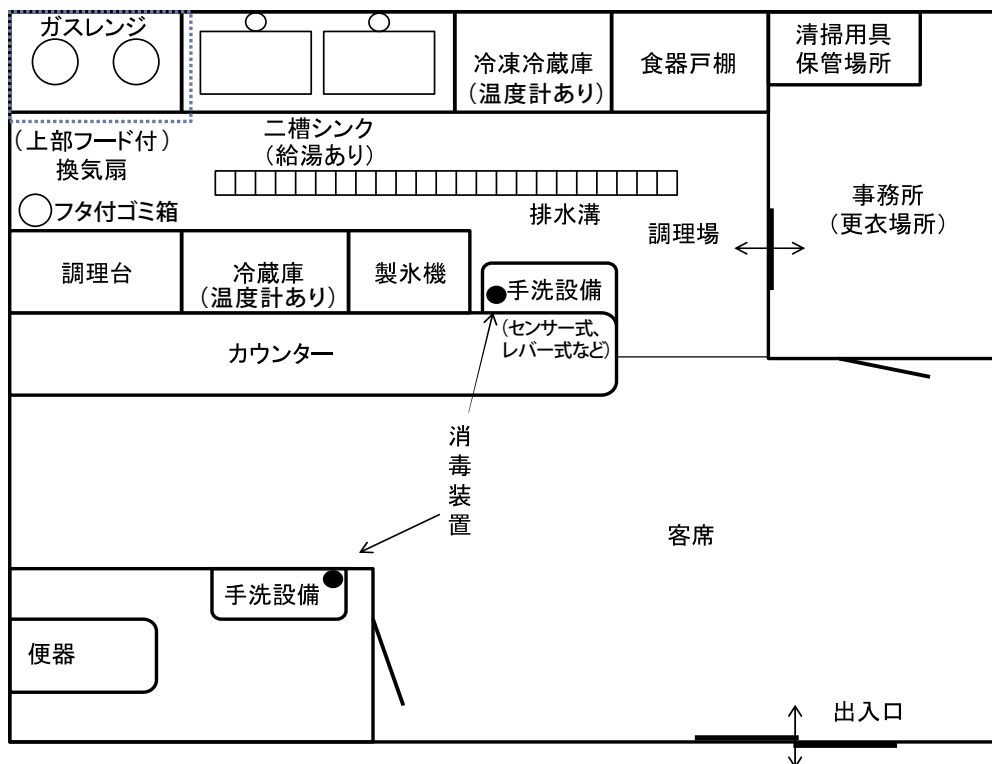 ガスレンジ
冷凍冷蔵庫
(温度計あり)
食器戸棚
清掃用具
保管場所
(上部フード付)
換気扇
二槽シンク
(給湯あり)
フタ付ゴミ箱
排水溝
調理場
事務所
(更衣場所)
調理台
冷蔵庫
(温度計あり)
製氷機
手洗設備
(センサー式、
レバー式など)
カウンター
消毒装置
客席
手洗設備
便器
出入口